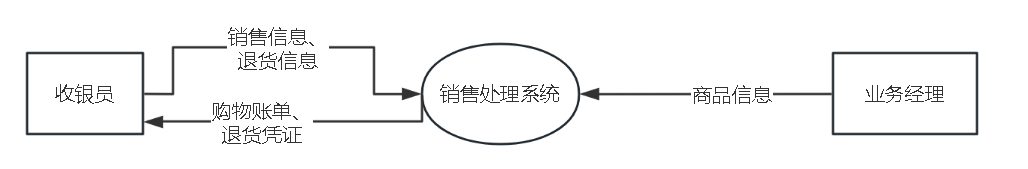 销售信息、
退货信息
收银员
销售处理系统
商品信息
业务经理
购物账单、
退货凭证